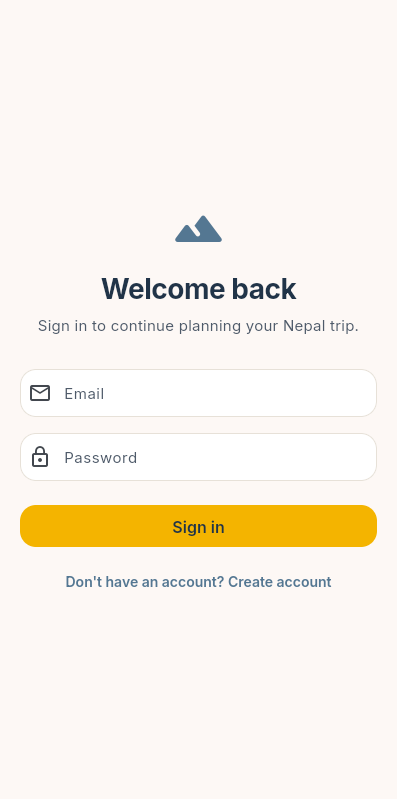 Welcome back
Sign in to continue planning your Nepal trip.
Email
Password
Sign in
Don't have an account? Create account